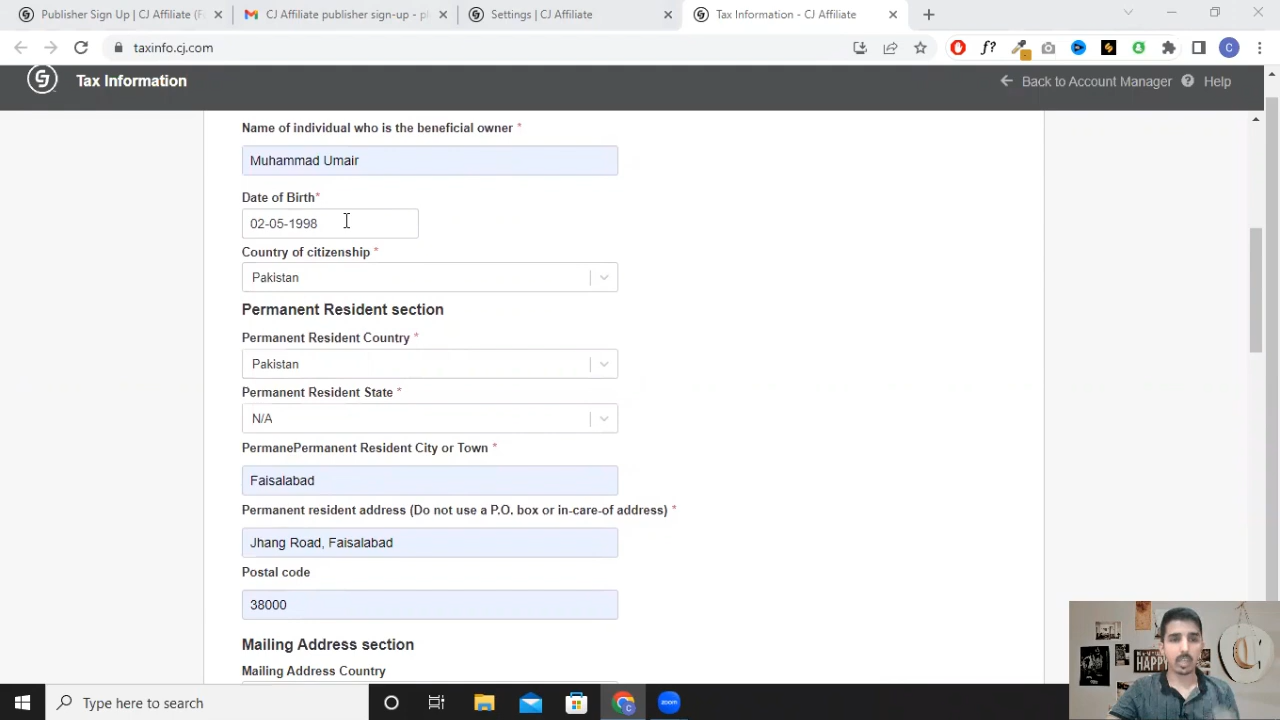 Publisher Sign Up | CJ Affiliate (F
CJ Affiliate publisher sign-up - pl
Settings | CJ Affiliate
Tax Information - CJ Affiliate
taxinfo.cj.com
f?
C
Tax Information
Back to Account Manager
Help
Name of individual who is the beneficial owner *
Muhammad Umair
Date of Birth*
02-05-1998
Country of citizenship *
Pakistan
Permanent Resident section
Permanent Resident Country *
Pakistan
Permanent Resident State *
N/A
PermanePermanent Resident City or Town *
Faisalabad
Permanent resident address (Do not use a P.O. box or in-care-of address) *
Jhang Road, Faisalabad
Postal code
38000
Mailing Address section
Mailing Address Country
HAPPY
Type here to search
zoom